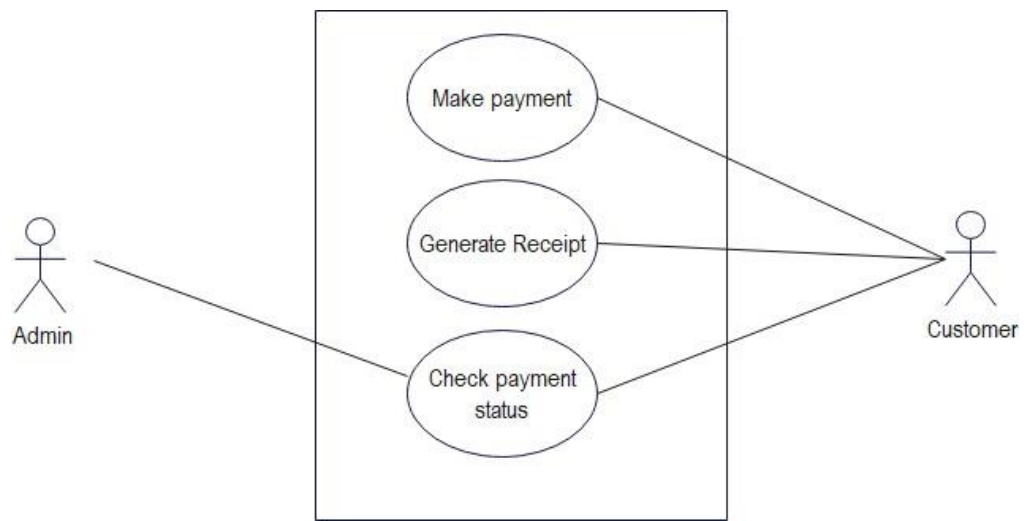 Make payment
Generate Receipt
Admin
Customer
Check payment
status